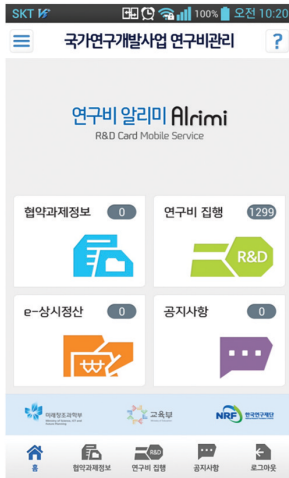 SKT 100% 오전 10:20
국가연구개발사업 연구비관리 ?
연구비 알리미 Alrimi
R&D Card Mobile Service
협약과제정보 0
연구비 집행 1299
R&D
e-상시정산 0
공지사항 0
미래창조과학부
교육부
NRF 한국연구재단
홈
협약과제정보
R&D
연구비 집행
공지사항
로그아웃